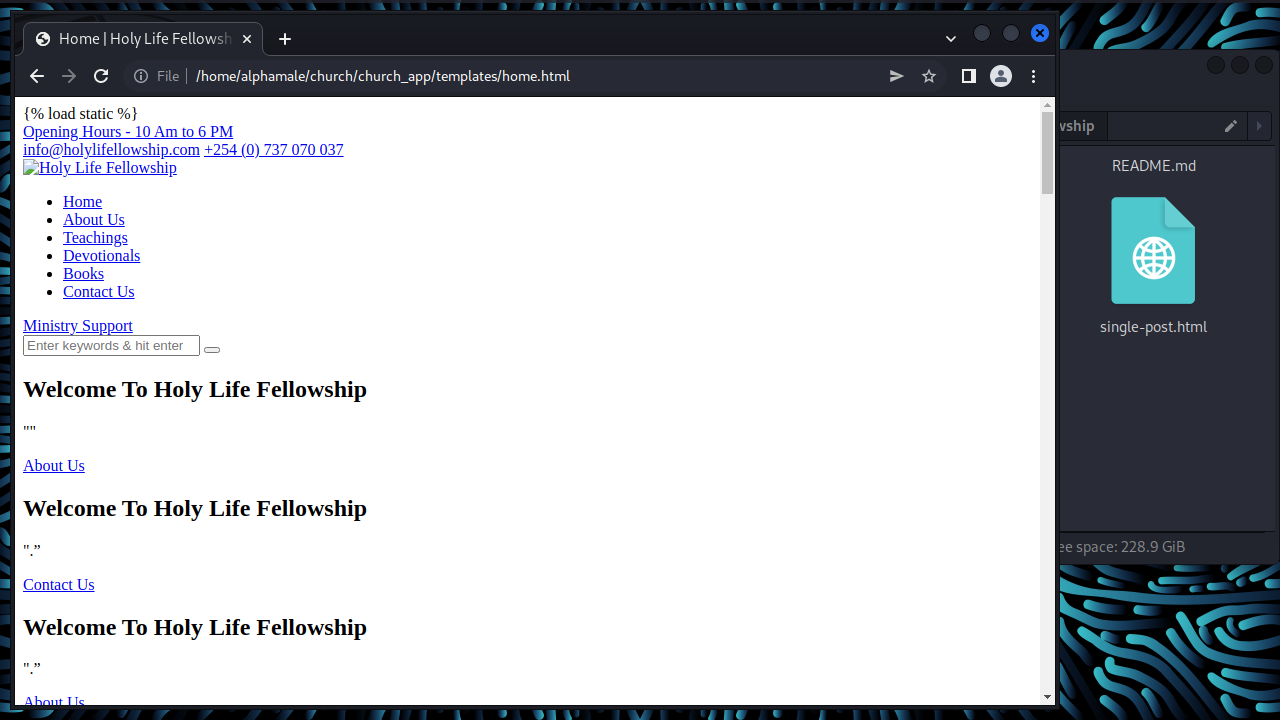 Home | Holy Life Fellowsh
File
/home/alphamale/church/church_app/templates/home.html
{% load static %}
Opening Hours - 10 Am to 6 PM
info@holylifefellowship.com +254 (0) 737 070 037
Holy Life Fellowship
Home
About Us
Teachings
Devotionals
Books
Contact Us
Ministry Support
Enter keywords & hit enter
Welcome To Holy Life Fellowship
""
About Us
Welcome To Holy Life Fellowship
".”
Contact Us
Welcome To Holy Life Fellowship
".”
About Us
wship
README.md
single-post.html
ee space: 228.9 GiB